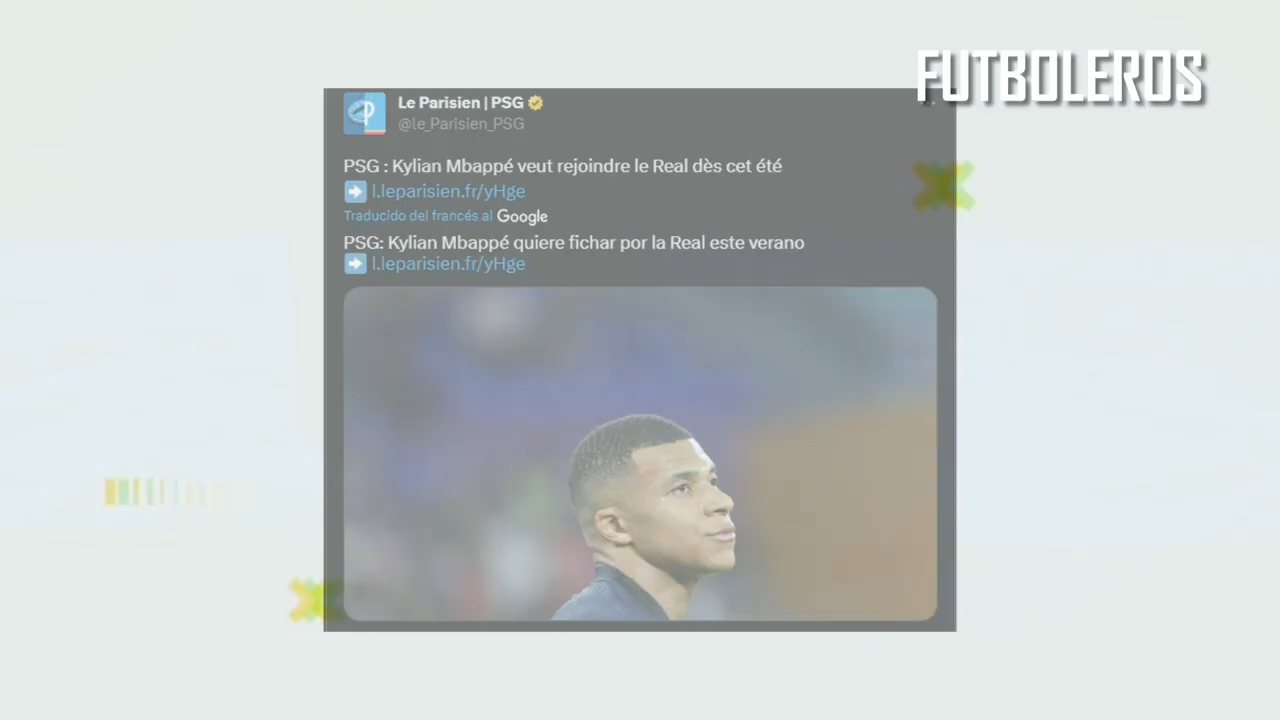 FUTBOLEROS
Le Parisien | PSG
@le_Parisien_PSG
PSG : Kylian Mbappé veut rejoindre le Real dès cet été
l.leparisien.fr/yHge
Traducido del francés al Google
PSG: Kylian Mbappé quiere fichar por la Real este verano
l.leparisien.fr/yHge